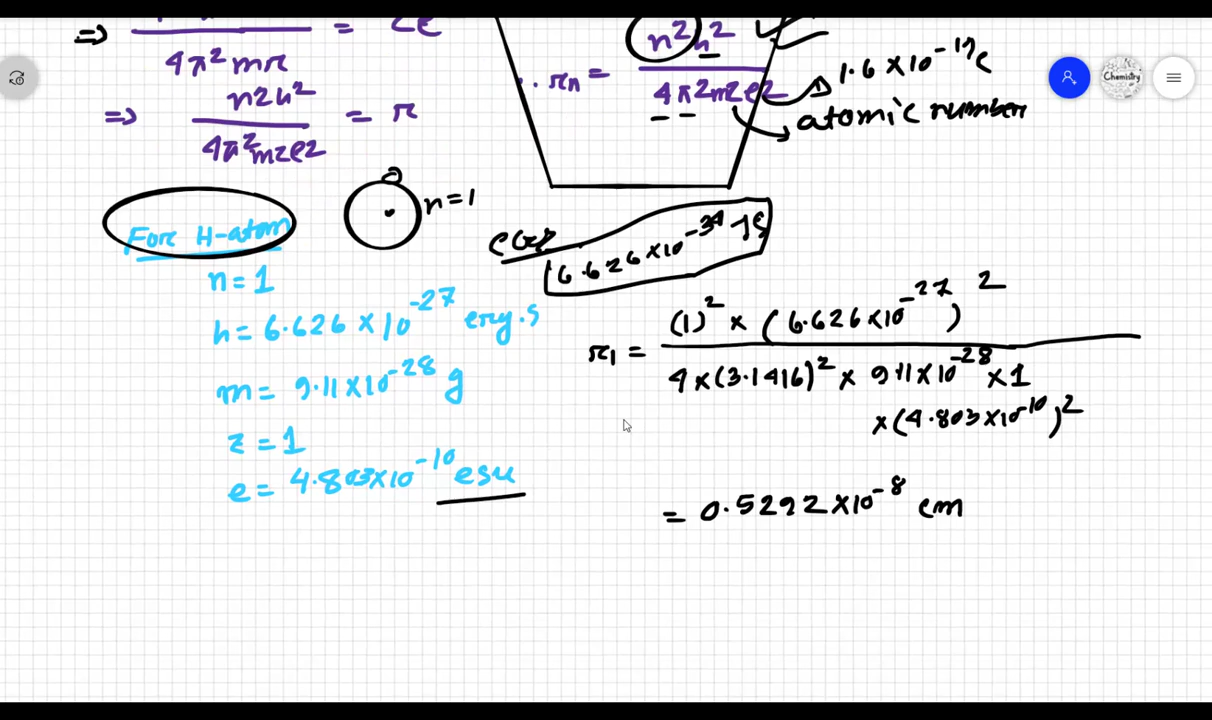 ⇒ ――― = Ze
4π²mr
⇒ n2h² / 4π²mze2 = r
∴ rn = n²h² / 4π2mze2
1.6 × 10⁻¹⁹c
atomic number
Chemistry
Forc H-atom
n = 1
n = 1
h = 6.626 × 10⁻²⁷ erg.s
m = 9.11×10⁻²⁸ g
z = 1
e = 4.803×10⁻¹⁰ esu
6.626×10⁻³⁴ JS
r₁ = (1)² × (6.626×10⁻²⁷)² / 4×(3.1416)² × 9.11×10⁻²⁸ ×1
×(4.803×10⁻¹⁰)²
= 0.5292×10⁻⁸ cm